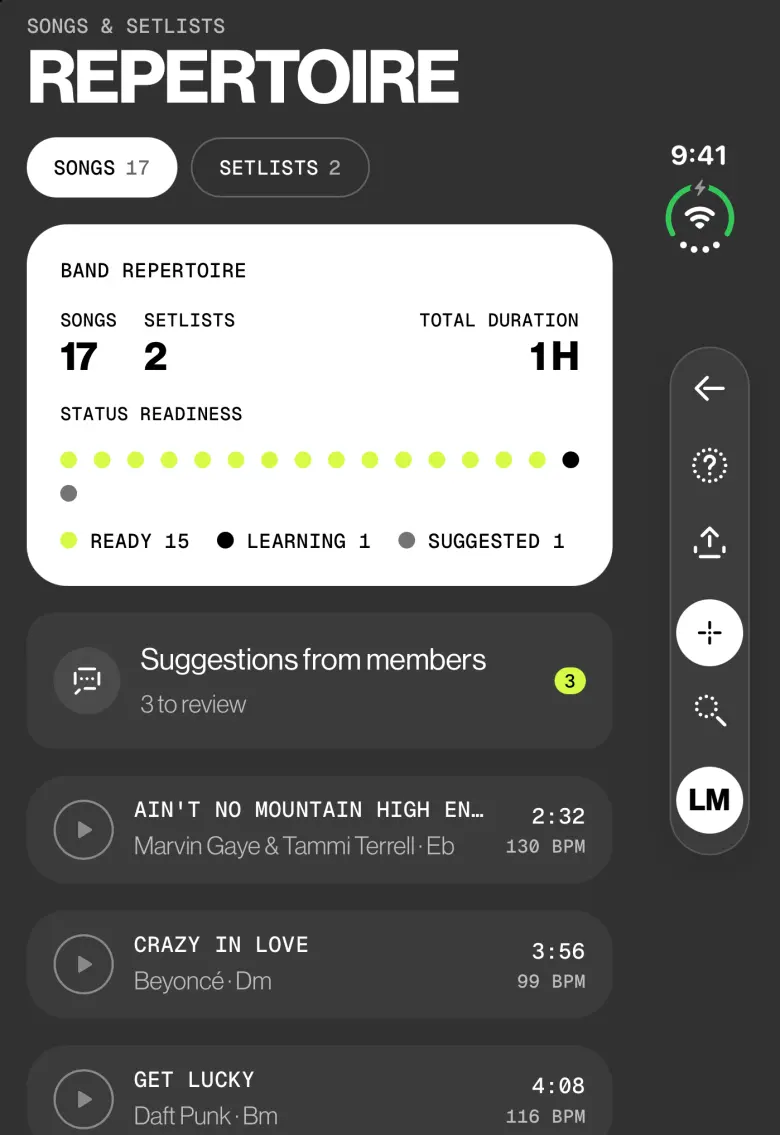 SONGS & SETLISTS
REPERTOIRE
SONGS 17
SETLISTS 2
9:41
BAND REPERTOIRE
SONGS SETLISTS TOTAL DURATION
17 2 1H
STATUS READINESS
READY 15 LEARNING 1 SUGGESTED 1
Suggestions from members
3 to review
3
AIN'T NO MOUNTAIN HIGH EN… 2:32
Marvin Gaye & Tammi Terrell · Eb 130 BPM
CRAZY IN LOVE 3:56
Beyoncé · Dm 99 BPM
GET LUCKY 4:08
Daft Punk · Bm 116 BPM
?
LM